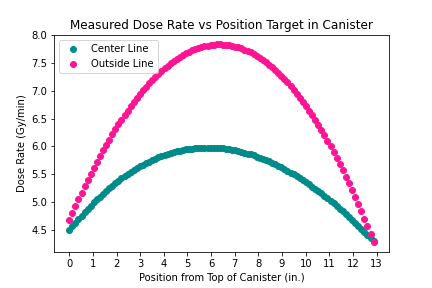 Measured Dose Rate vs Position Target in Canister
Center Line
Outside Line
Dose Rate (Gy/min)
8.0
7.5
7.0
6.5
6.0
5.5
5.0
4.5
0 1 2 3 4 5 6 7 8 9 10 11 12 13
Position from Top of Canister (in.)